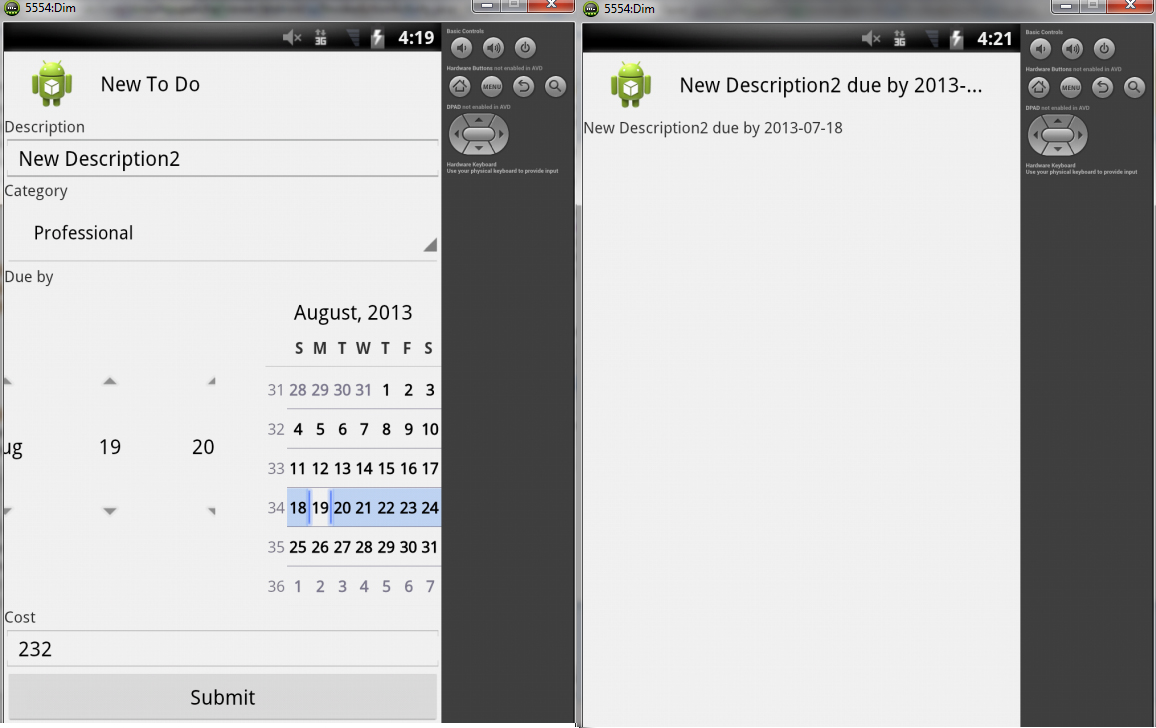 5554:Dim
3G 4:19
New To Do
Description
New Description2
Category
Professional
Due by
August, 2013
S M T W T F S
31 28 29 30 31 1 2 3
32 4 5 6 7 8 9 10
33 11 12 13 14 15 16 17
ug 19 20
34 18 19 20 21 22 23 24
35 25 26 27 28 29 30 31
36 1 2 3 4 5 6 7
Cost
232
Submit
Basic Controls
Hardware Buttons not enabled in AVD
MENU
DPAD not enabled in AVD
Hardware Keyboard
Use your physical keyboard to provide input
5554:Dim
3G 4:21
New Description2 due by 2013-...
New Description2 due by 2013-07-18
Basic Controls
Hardware Buttons not enabled in AVD
MENU
DPAD not enabled in AVD
Hardware Keyboard
Use your physical keyboard to provide input